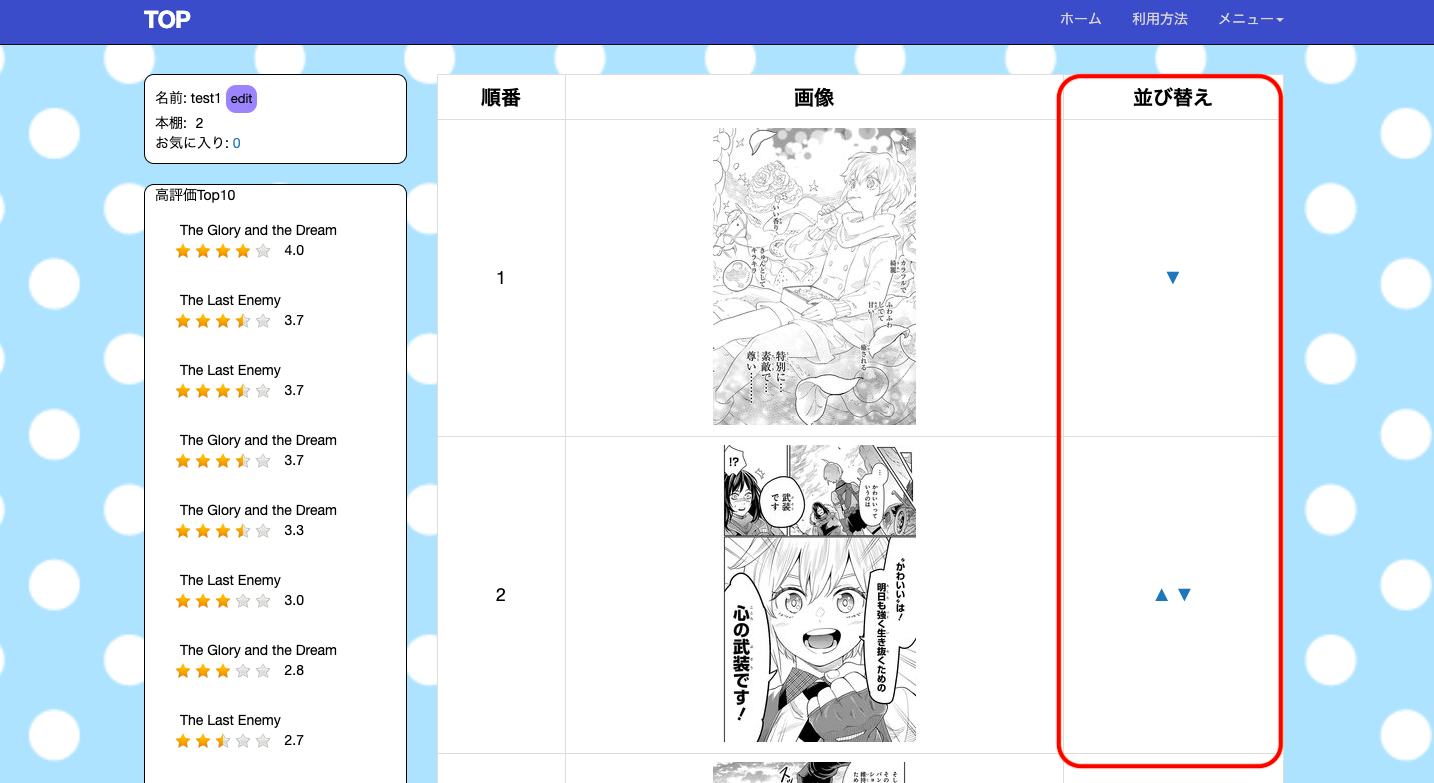 TOP
ホーム 利用方法 メニュー
名前: test1 edit
本棚: 2
お気に入り: 0
高評価Top10
The Glory and the Dream
4.0
The Last Enemy
3.7
The Last Enemy
3.7
The Glory and the Dream
3.7
The Glory and the Dream
3.3
The Last Enemy
3.0
The Glory and the Dream
2.8
The Last Enemy
2.7
順番 画像 並び替え
1
いい香り
きゅんとして
キラキラ
カラフルで
綺麗
ふわふわ
してて
甘い
癒される
特別に…
素敵で…
尊い………
▼
2
!?
武装
です
…
かわいいって
いうのは
“かわいい”は!
明日も強く生き抜くための
心の武装です!
▲ ▼